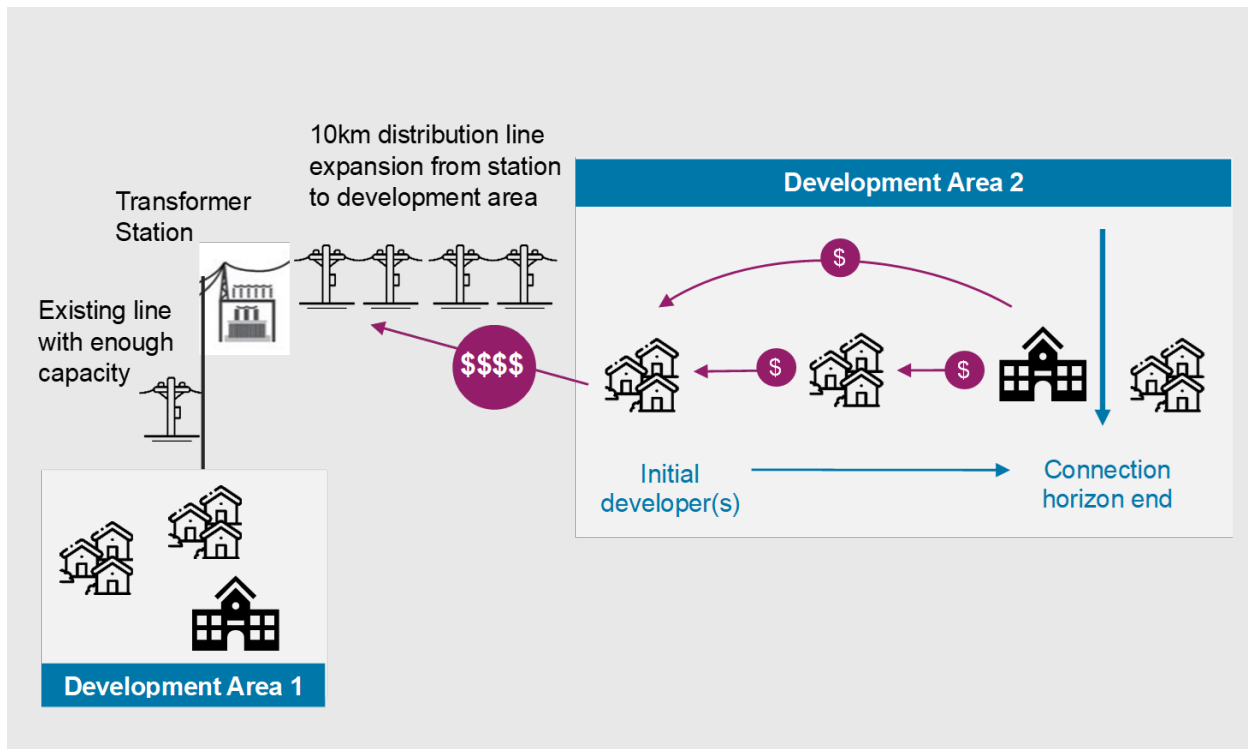 10km distribution line
expansion from station
to development area
Transformer
Station
Existing line
with enough
capacity
$$$$
Development Area 2
$
$
$
Initial
developer(s)
Connection
horizon end
Development Area 1